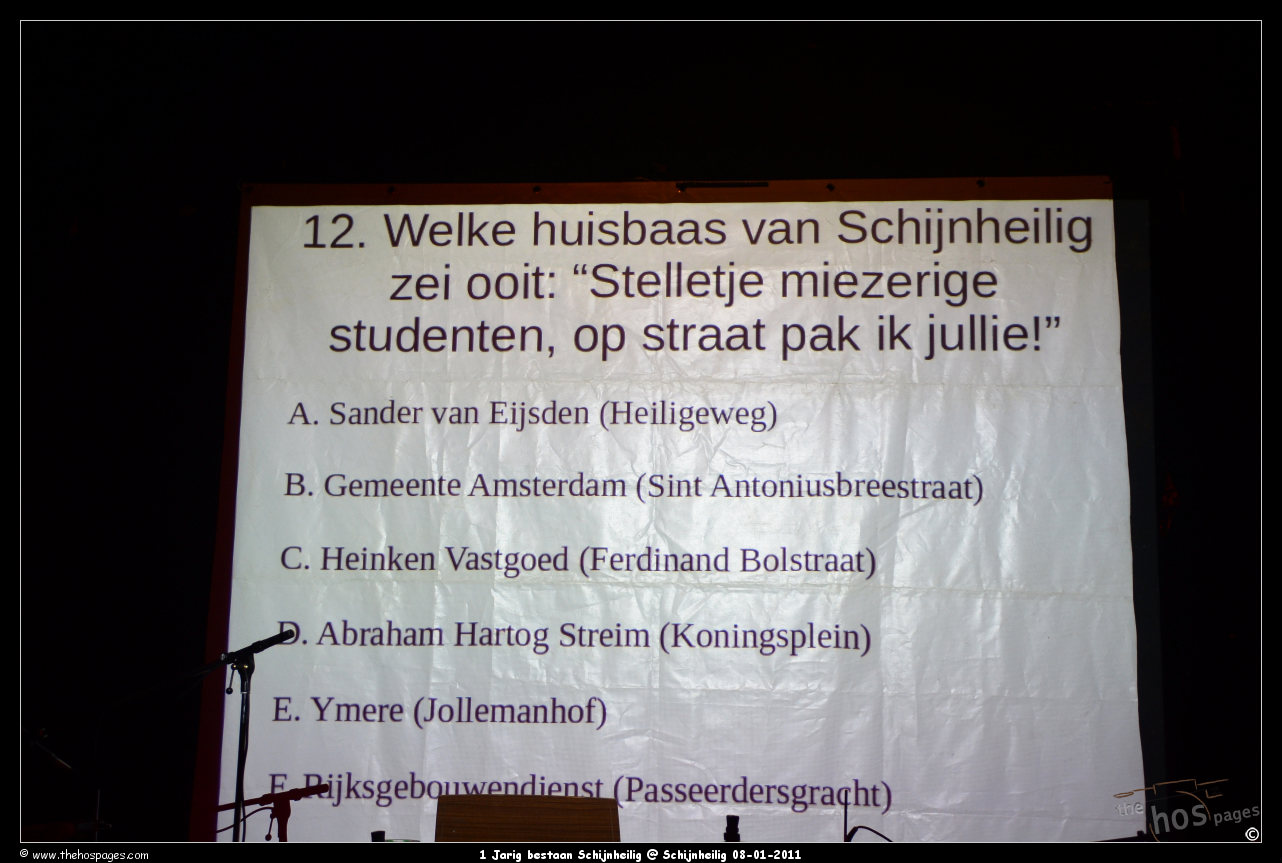 12. Welke huisbaas van Schijnheilig
zei ooit: “Stelletje miezerige
studenten, op straat pak ik jullie!”
A. Sander van Eijsden (Heiligeweg)
B. Gemeente Amsterdam (Sint Antoniusbreestraat)
C. Heinken Vastgoed (Ferdinand Bolstraat)
D. Abraham Hartog Streim (Koningsplein)
E. Ymere (Jollemanhof)
F. Rijksgebouwendienst (Passeerdersgracht)
the hos pages
©
© www.thehospages.com
1 Jarig bestaan Schijnheilig @ Schijnheilig 08-01-2011